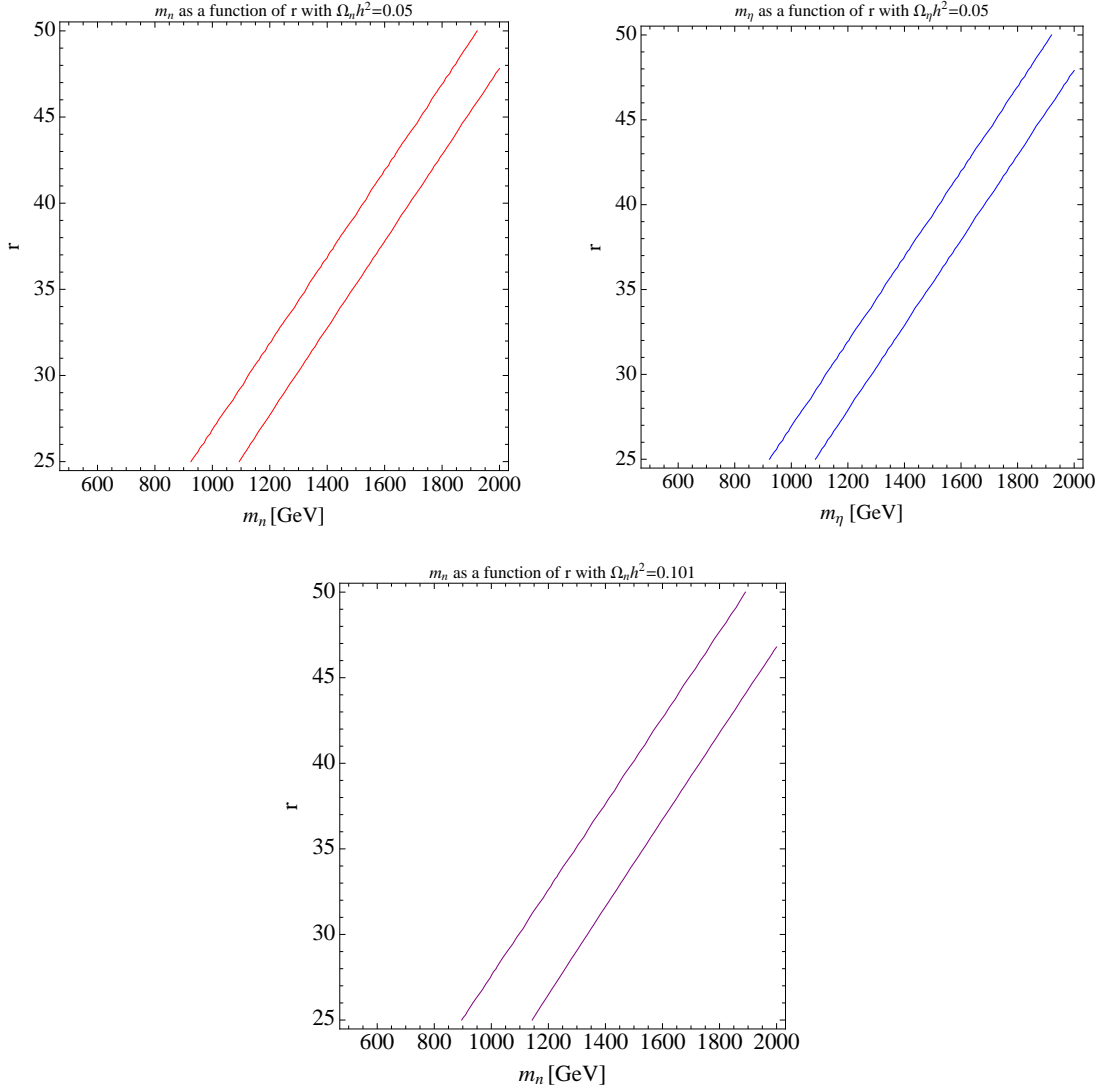 m_n as a function of r with Ω_n h²=0.05
50
45
40
35
30
25
r
600 800 1000 1200 1400 1600 1800 2000
m_n [GeV]
m_η as a function of r with Ω_η h²=0.05
50
45
40
35
30
25
r
600 800 1000 1200 1400 1600 1800 2000
m_η [GeV]
m_n as a function of r with Ω_n h²=0.101
50
45
40
35
30
25
r
600 800 1000 1200 1400 1600 1800 2000
m_n [GeV]